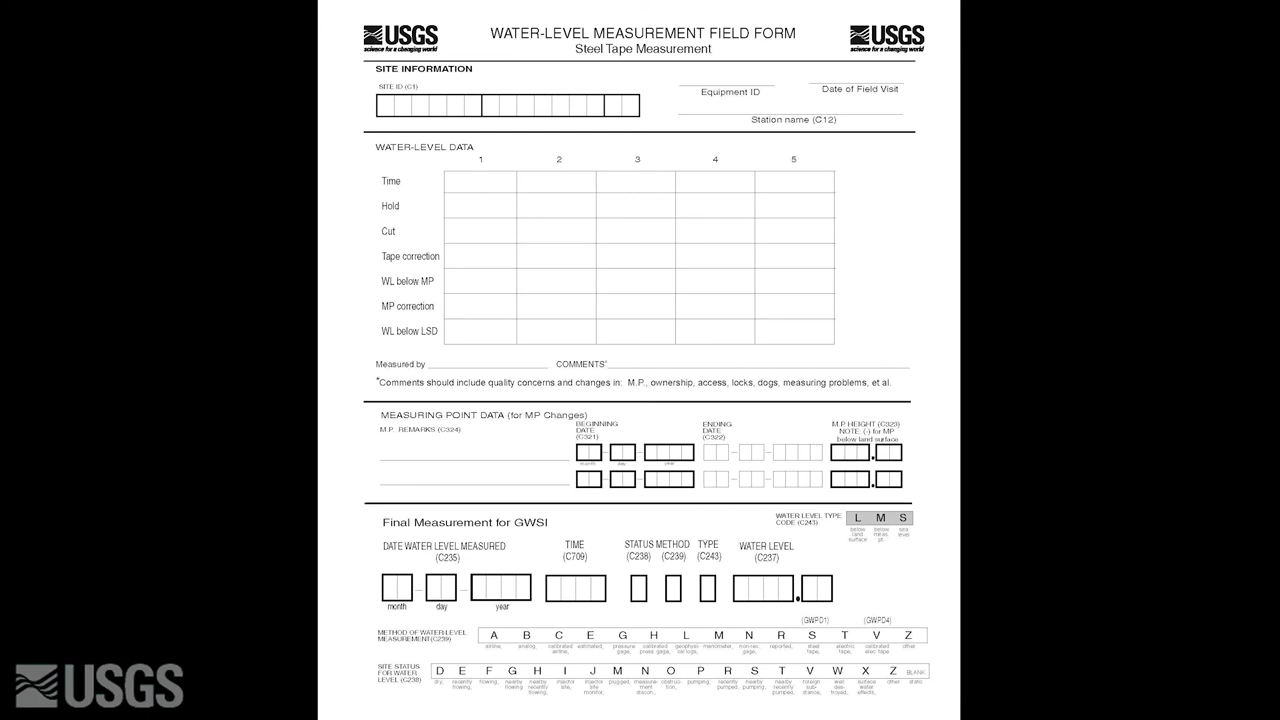 USGS
science for a changing world
WATER-LEVEL MEASUREMENT FIELD FORM
Steel Tape Measurement
USGS
science for a changing world
SITE INFORMATION
SITE ID (C1)
Equipment ID
Date of Field Visit
Station name (C12)
WATER-LEVEL DATA
1 2 3 4 5
Time
Hold
Cut
Tape correction
WL below MP
MP correction
WL below LSD
Measured by COMMENTS*
*Comments should include quality concerns and changes in: M.P., ownership, access, locks, dogs, measuring problems, et al.
MEASURING POINT DATA (for MP Changes)
M.P. REMARKS (C324)
BEGINNING
DATE
(C321)
ENDING
DATE
(C322)
M.P. HEIGHT (C323)
NOTE: (-) for MP
below land surface
month day year
Final Measurement for GWSI
WATER LEVEL TYPE
CODE (C243)
L M S
below land surface
below meas. pt.
sea level
DATE WATER LEVEL MEASURED
(C235)
TIME
(C709)
STATUS
(C238)
METHOD
(C239)
TYPE
(C243)
WATER LEVEL
(C237)
month day year
(GWPD1) (GWPD4)
METHOD OF WATER-LEVEL
MEASUREMENT(C239)
A B C E G H L M N R S T V Z
airline, analog, calibrated airline, estimated, pressure gage, calibrated press. gage, geophysical logs, manometer, non-rec. gage, reported, steel tape, electric tape, calibrated elec. tape other
SITE STATUS
FOR WATER
LEVEL (C238)
D E F G H I J M N O P R S T V W X Z BLANK
dry, recently flowing, flowing, nearby flowing nearby recently flowing, injector site, injector site monitor, plugged, measurement discon., obstruction, pumping, recently pumped, nearby pumping, nearby recently pumped, foreign substance, well destroyed, surface water effects, other static
USGS